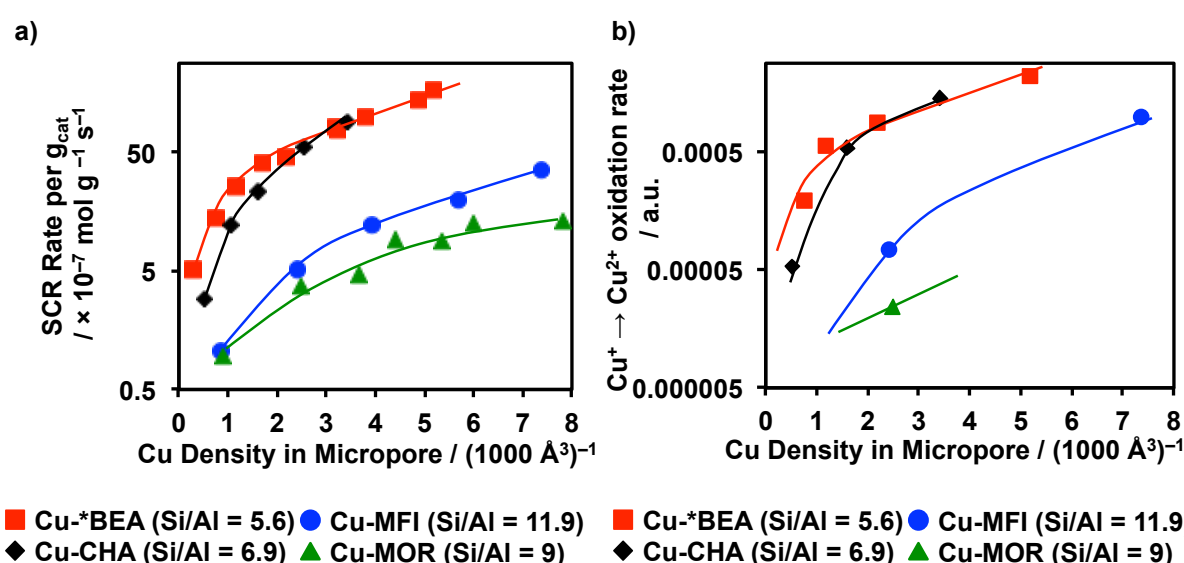 a)
SCR Rate per g_cat
/ × 10⁻⁷ mol g⁻¹ s⁻¹
50
5
0.5
0 1 2 3 4 5 6 7 8
Cu Density in Micropore / (1000 Å³)⁻¹
Cu-*BEA (Si/Al = 5.6) Cu-MFI (Si/Al = 11.9)
Cu-CHA (Si/Al = 6.9) Cu-MOR (Si/Al = 9)
b)
Cu⁺ → Cu²⁺ oxidation rate
/ a.u.
0.0005
0.00005
0.000005
0 1 2 3 4 5 6 7 8
Cu Density in Micropore / (1000 Å³)⁻¹
Cu-*BEA (Si/Al = 5.6) Cu-MFI (Si/Al = 11.9
Cu-CHA (Si/Al = 6.9) Cu-MOR (Si/Al = 9)